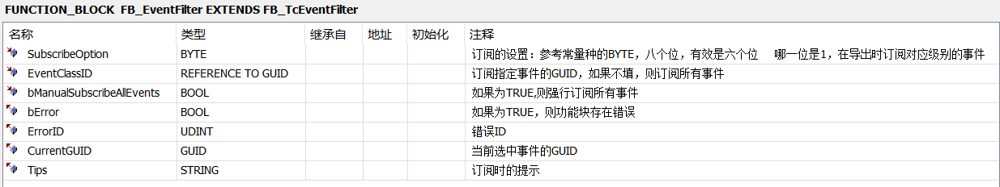 FUNCTION_BLOCK FB_EventFilter EXTENDS FB_TcEventFilter
名称 类型 继承自 地址 初始化 注释
SubscribeOption BYTE 订阅的设置：参考常量种的BYTE，八个位，有效是六个位 哪一位是1，在导出时订阅对应级别的事件
EventClassID REFERENCE TO GUID 订阅指定事件的GUID，如果不填，则订阅所有事件
bManualSubscribeAllEvents BOOL 如果为TRUE,则强行订阅所有事件
bError BOOL 如果为TRUE，则功能块存在错误
ErrorID UDINT 错误ID
CurrentGUID GUID 当前选中事件的GUID
Tips STRING 订阅时的提示